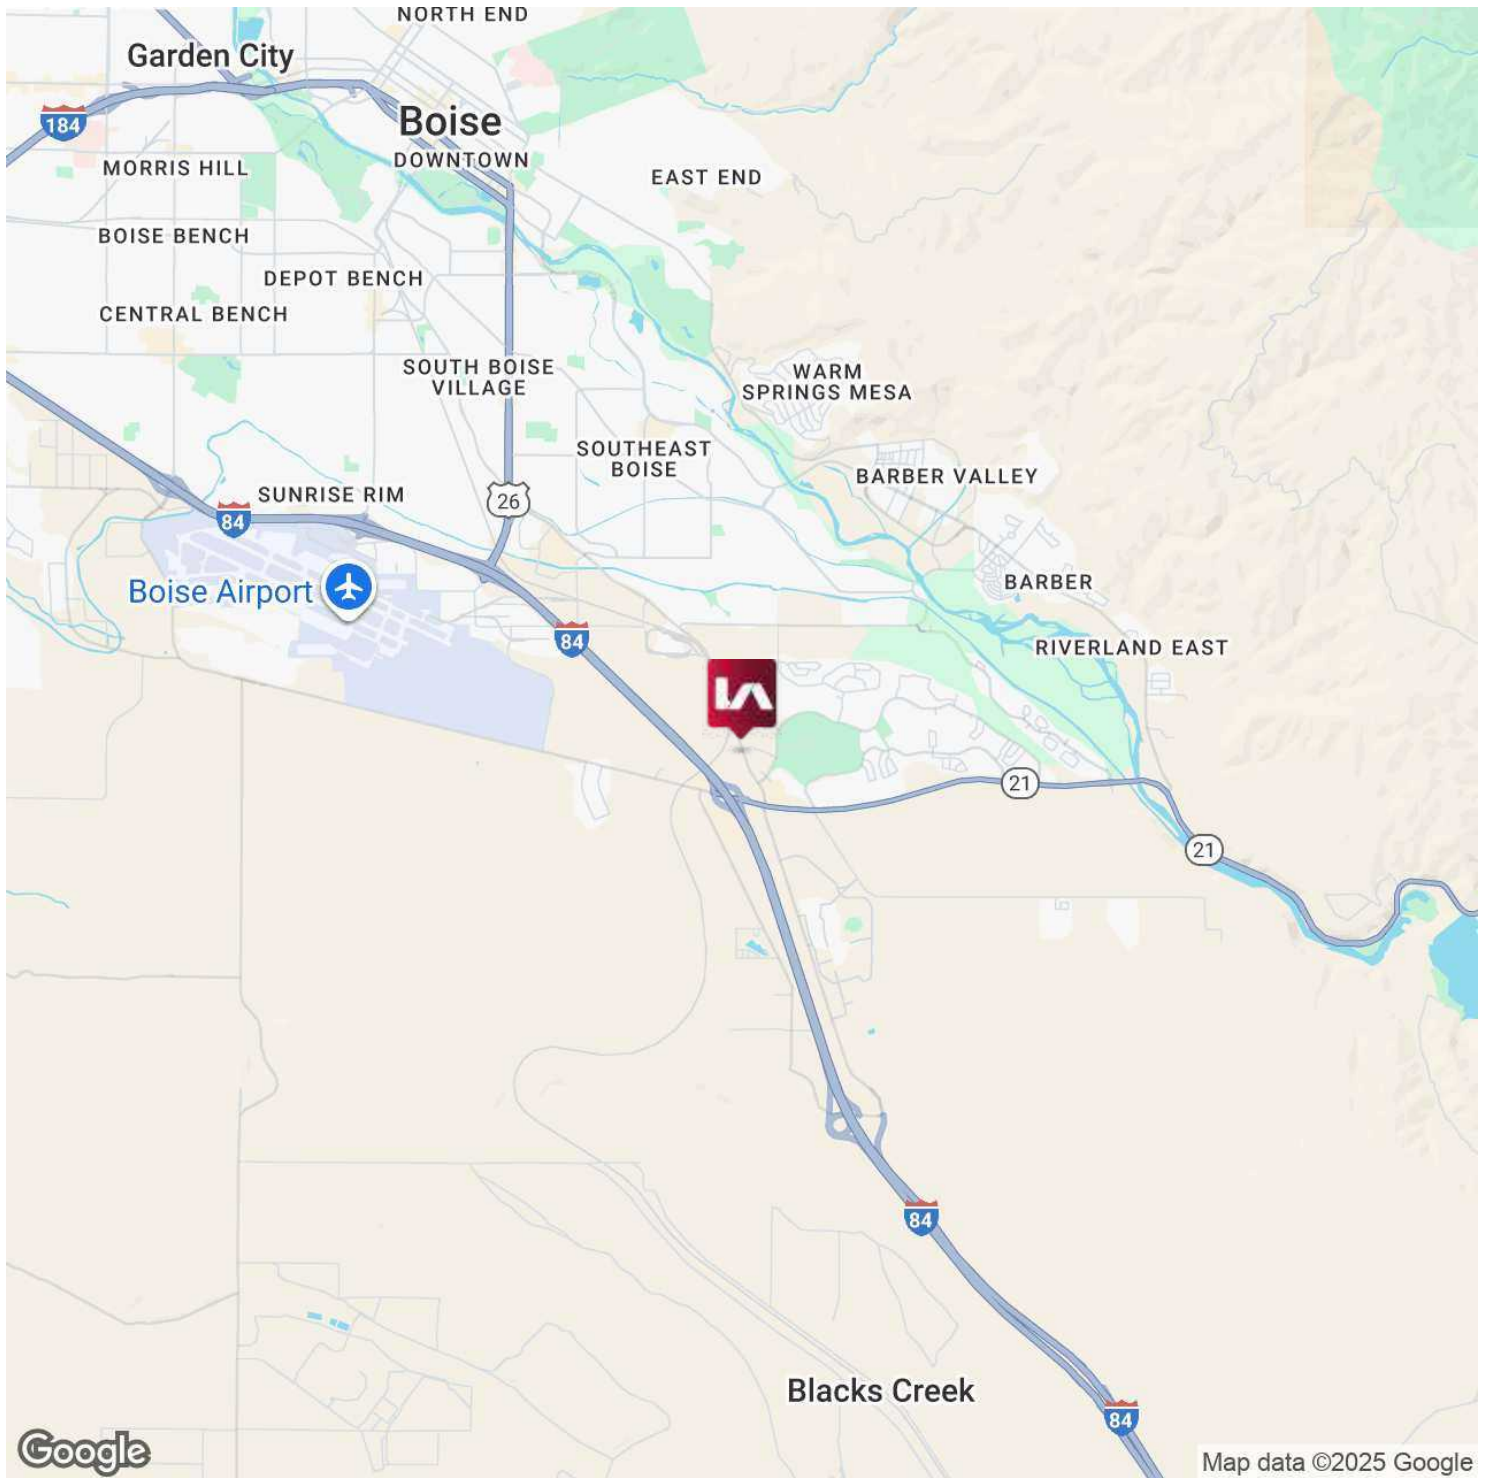 NORTH END
Garden City
184
Boise
DOWNTOWN
MORRIS HILL
EAST END
BOISE BENCH
DEPOT BENCH
CENTRAL BENCH
SOUTH BOISE
VILLAGE
WARM
SPRINGS MESA
SOUTHEAST
BOISE
BARBER VALLEY
SUNRISE RIM
26
84
Boise Airport
BARBER
84
RIVERLAND EAST
LA
21
21
84
Blacks Creek
84
Google
Map data ©2025 Google